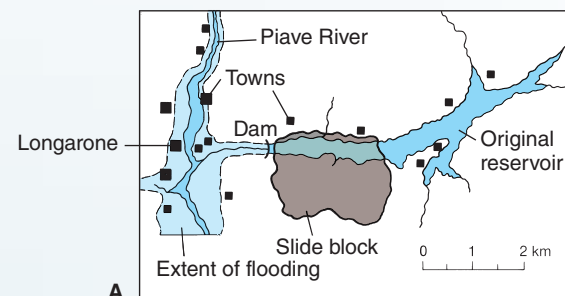 Piave River
Towns
Longarone
Dam
Original
reservoir
Slide block
Extent of flooding
0 1 2 km
A